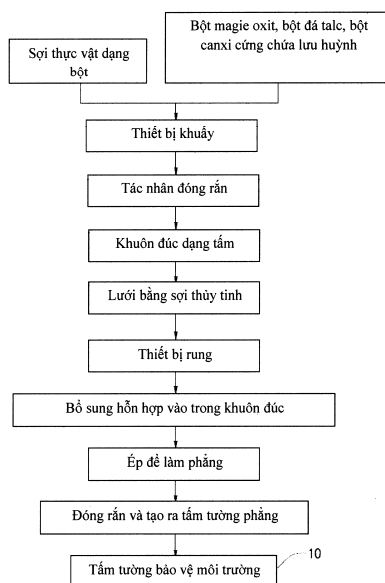 Sợi thực vật dạng
bột
Bột magie oxit, bột đá talc, bột
canxi cứng chứa lưu huỳnh
Thiết bị khuấy
Tác nhân đóng rắn
Khuôn đúc dạng tấm
Lưới bằng sợi thủy tinh
Thiết bị rung
Bổ sung hỗn hợp vào trong khuôn đúc
Ép để làm phẳng
Đóng rắn và tạo ra tấm tường phẳng
Tấm tường bảo vệ môi trường
10